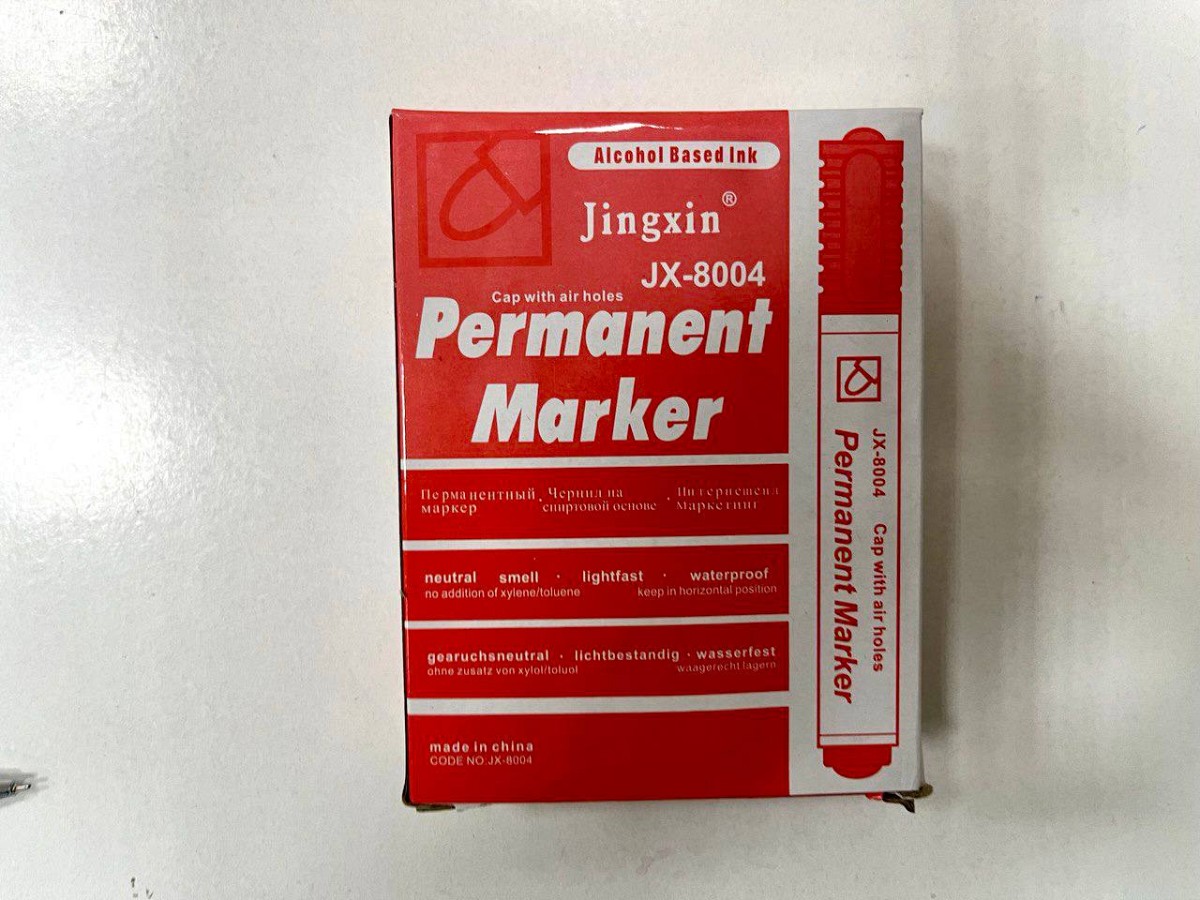 Alcohol Based Ink
Jingxin®
JX-8004
Cap with air holes
Permanent
Marker
Перманентный · Чернил на ·
маркер спиртовой основе маркетинг
neutral smell · lightfast · waterproof
no addition of xylene/toluene keep in horizontal position
gearuchsneutral · lichtbestandig · wasserfest
ohne zusatz von xylol/toluol waagerecht lagern
made in china
CODE NO:JX-8004
JX-8004 Cap with air holes
Permanent Marker